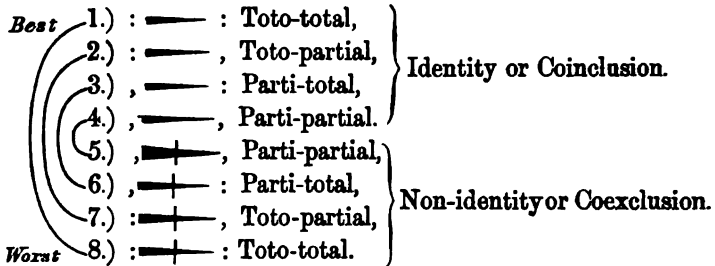 Best 1.) : : Toto-total,
2.) : , Toto-partial,
3.) , : Parti-total,
4.) , , Parti-partial.
Identity or Coinclusion.
5.) , , Parti-partial,
6.) , : Parti-total,
7.) : , Toto-partial,
Worst 8.) : : Toto-total.
Non-identity or Coexclusion.